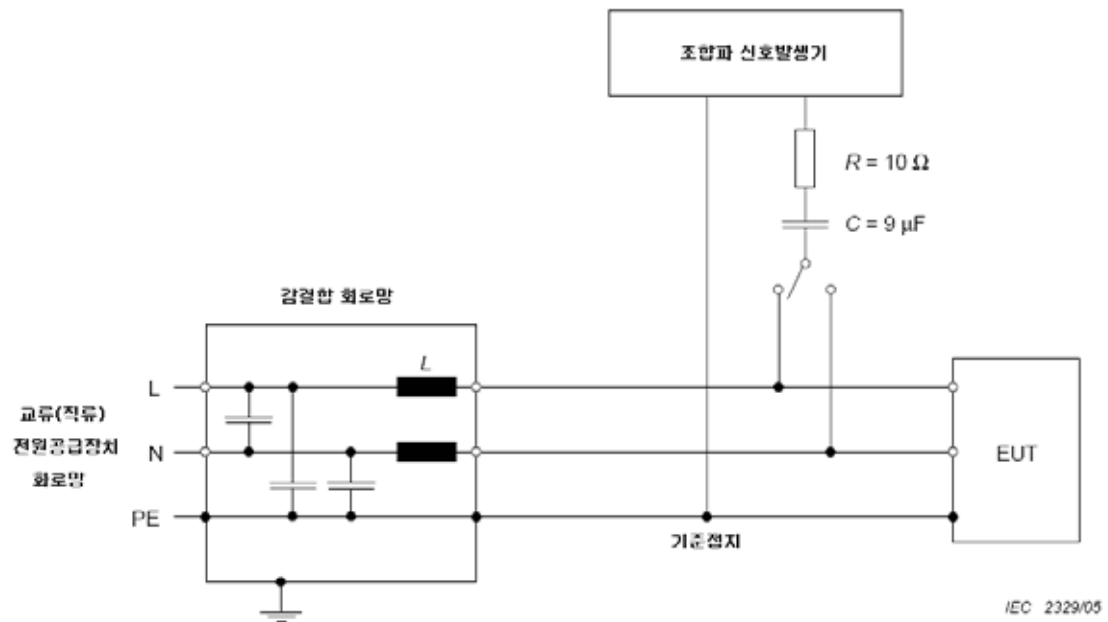 조합파 신호발생기
R = 10 Ω
C = 9 µF
감결합 회로망
L
L
교류(직류)
전원공급장치
회로망
N
EUT
PE
기준접지
IEC 2329/05